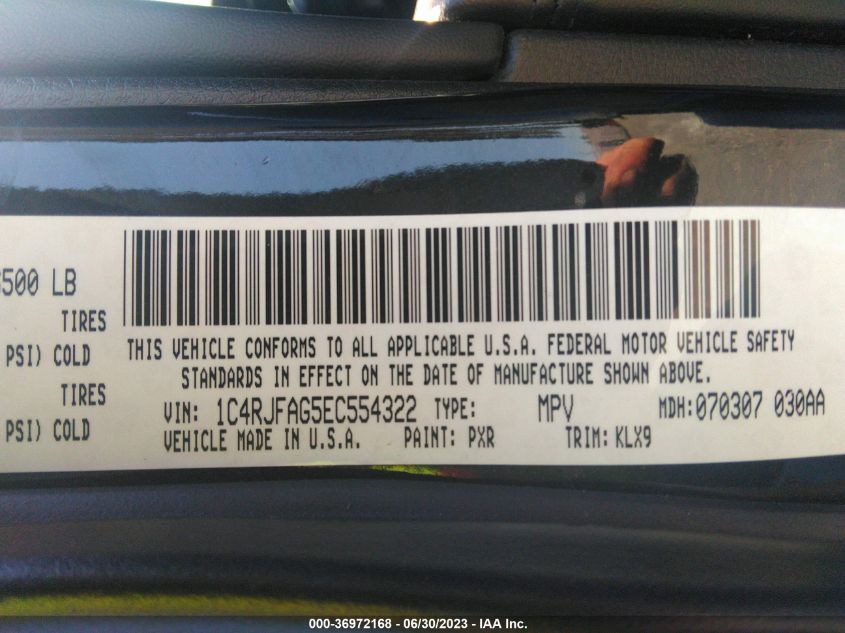 500 LB
TIRES
PSI) COLD
TIRES
PSI) COLD
THIS VEHICLE CONFORMS TO ALL APPLICABLE U.S.A. FEDERAL MOTOR VEHICLE SAFETY
STANDARDS IN EFFECT ON THE DATE OF MANUFACTURE SHOWN ABOVE.
VIN: 1C4RJFAG5EC554322 TYPE: MPV MDH:070307 030AA
VEHICLE MADE IN U.S.A. PAINT: PXR TRIM: KLX9
000-36972168 - 06/30/2023 - IAA Inc.